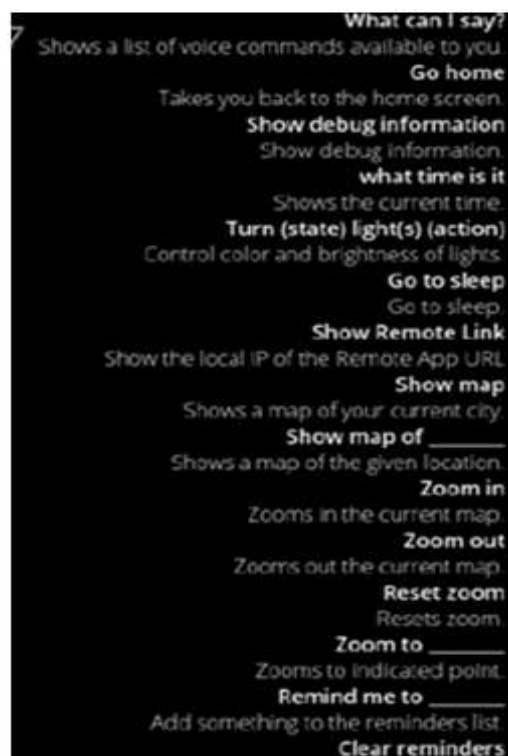 What can I say?
Shows a list of voice commands available to you.
Go home
Takes you back to the home screen.
Show debug information
Show debug information.
what time is it
Shows the current time.
Turn (state) light(s) (action)
Control color and brightness of lights.
Go to sleep
Go to sleep.
Show Remote Link
Show the local IP of the Remote App URL
Show map
Shows a map of your current city.
Show map of ______
Shows a map of the given location.
Zoom in
Zooms in the current map.
Zoom out
Zooms out the current map.
Reset zoom
Resets zoom.
Zoom to ______
Zooms to indicated point.
Remind me to ______
Add something to the reminders list.
Clear reminders